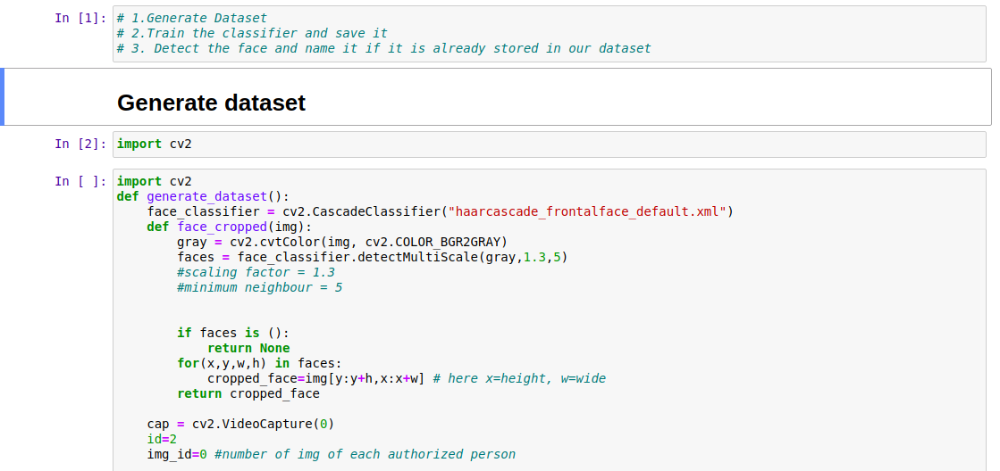 In [1]: # 1.Generate Dataset
# 2.Train the classifier and save it
# 3. Detect the face and name it if it is already stored in our dataset
Generate dataset
In [2]: import cv2
In [ ]: import cv2
def generate_dataset():
    face_classifier = cv2.CascadeClassifier("haarcascade_frontalface_default.xml")
    def face_cropped(img):
        gray = cv2.cvtColor(img, cv2.COLOR_BGR2GRAY)
        faces = face_classifier.detectMultiScale(gray,1.3,5)
        #scaling factor = 1.3
        #minimum neighbour = 5
        if faces is ():
            return None
        for(x,y,w,h) in faces:
            cropped_face=img[y:y+h,x:x+w] # here x=height, w=wide
        return cropped_face
    cap = cv2.VideoCapture(0)
    id=2
    img_id=0 #number of img of each authorized person